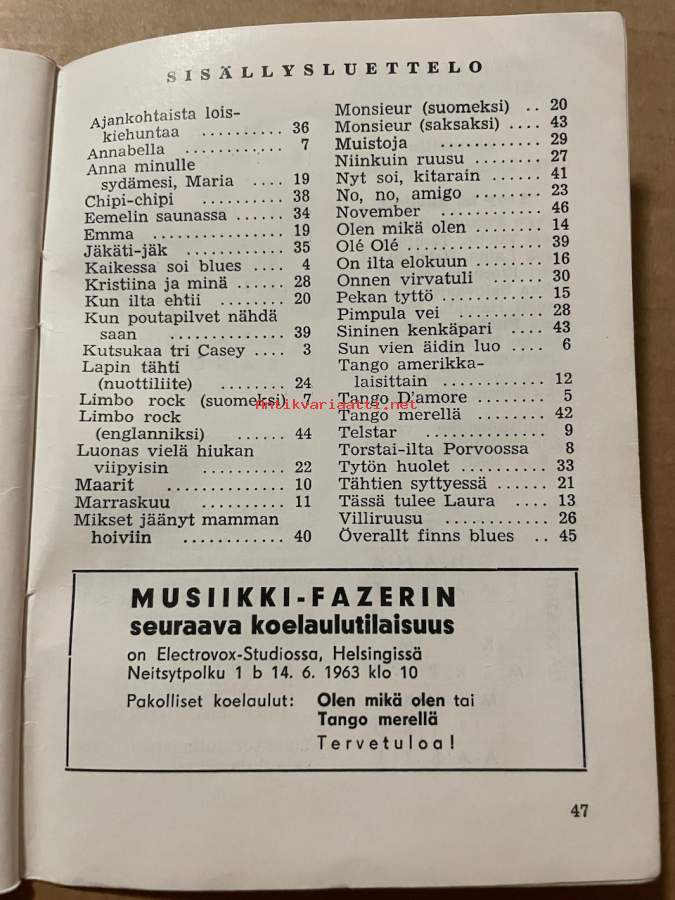 SISÄLLYSLUETTELO
Ajankohtaista lois-
kiehuntaa .......... 36
Annabella ............ 7
Anna minulle
sydämesi, Maria .... 19
Chipi-chipi .......... 38
Eemelin saunassa ...... 34
Emma ................ 19
Jäkäti-jäk ............ 35
Kaikessa soi blues .... 4
Kristiina ja minä ...... 28
Kun ilta ehtii ........ 20
Kun poutapilvet nähdä
saan .............. 39
Kutsukaa tri Casey .... 3
Lapin tähti
(nuottiliite) ........ 24
Limbo rock (suomeksi) 7
Limbo rock
(englanniksi) ...... 44
Luonas vielä hiukan
viipyisin .......... 22
Maarit .............. 10
Marraskuu .......... 11
Mikset jäänyt mamman
hoiviin ............ 40
Monsieur (suomeksi) .. 20
Monsieur (saksaksi) .... 43
Muistoja ............ 29
Niinkuin ruusu ........ 27
Nyt soi, kitarain ...... 41
No, no, amigo ........ 23
November ............ 46
Olen mikä olen ........ 14
Olé Olé ................ 39
On ilta elokuun ........ 16
Onnen virvatuli ...... 30
Pekan tyttö ............ 15
Pimpula vei .......... 28
Sininen kenkäpari .... 43
Sun vien äidin luo .... 6
Tango amerikka-
laisittain ............ 12
Tango D'amore ........ 5
Tango merellä ........ 42
Telstar .............. 9
Torstai-ilta Porvoossa 8
Tytön huolet .......... 33
Tähtien syttyessä ...... 21
Tässä tulee Laura .... 13
Villiruusu ............ 26
Överallt finns blues .. 45
Antikvariaatti.net
MUSIIKKI-FAZERIN
seuraava koelaulutilaisuus
on Electrovox-Studiossa, Helsingissä
Neitsytpolku 1 b 14. 6. 1963 klo 10
Pakolliset koelaulut: Olen mikä olen tai
Tango merellä
Tervetuloa!
47